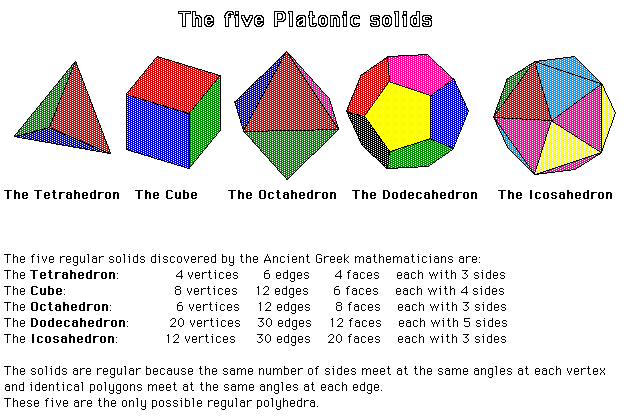 The five Platonic solids
The Tetrahedron The Cube The Octahedron The Dodecahedron The Icosahedron
The five regular solids discovered by the Ancient Greek mathematicians are:
The Tetrahedron: 4 vertices 6 edges 4 faces each with 3 sides
The Cube: 8 vertices 12 edges 6 faces each with 4 sides
The Octahedron: 6 vertices 12 edges 8 faces each with 3 sides
The Dodecahedron: 20 vertices 30 edges 12 faces each with 5 sides
The Icosahedron: 12 vertices 30 edges 20 faces each with 3 sides
The solids are regular because the same number of sides meet at the same angles at each vertex
and identical polygons meet at the same angles at each edge.
These five are the only possible regular polyhedra.